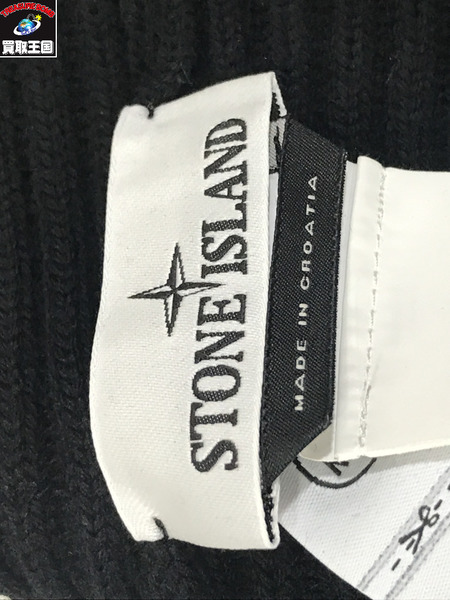 買取王国
STONE ISLAND
MADE IN CROATIA